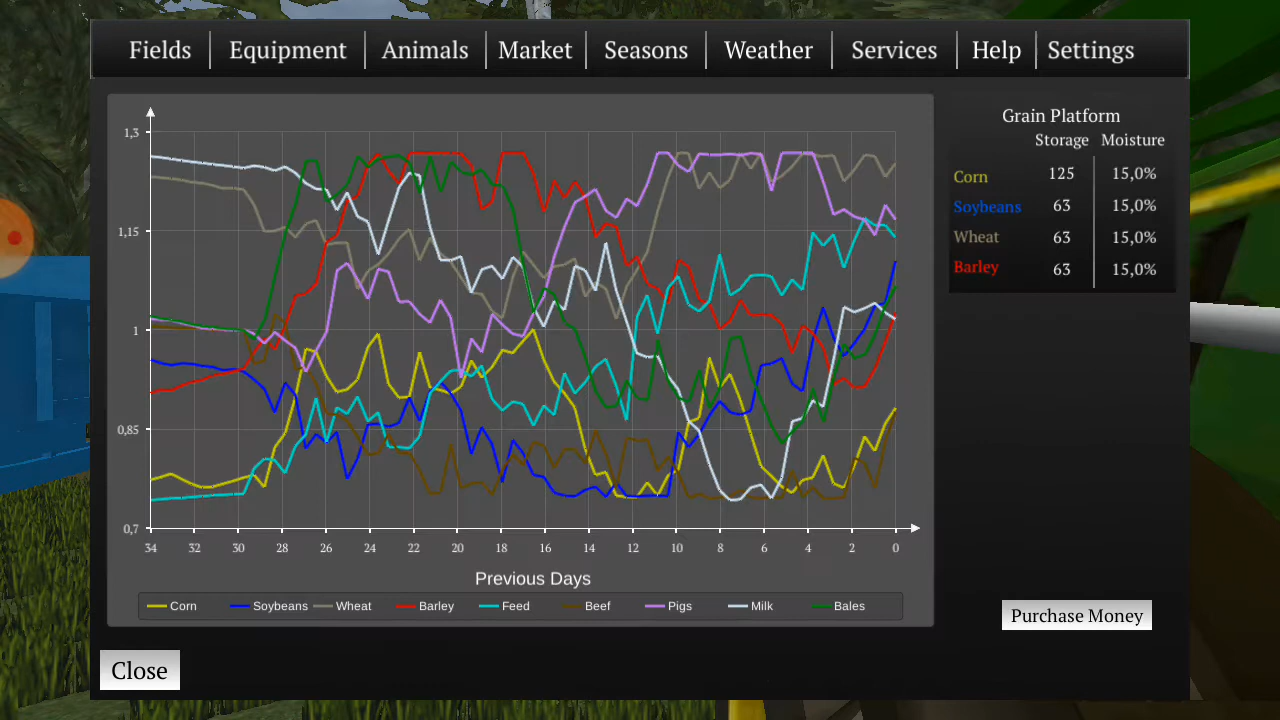 Fields Equipment Animals Market Seasons Weather Services Help Settings
Grain Platform
Storage Moisture
Corn 125 15,0%
Soybeans 63 15,0%
Wheat 63 15,0%
Barley 63 15,0%
1,3
1,15
1
0,85
0,7
34 32 30 28 26 24 22 20 18 16 14 12 10 8 6 4 2 0
Previous Days
Corn Soybeans Wheat Barley Feed Beef Pigs Milk Bales
Purchase Money
Close